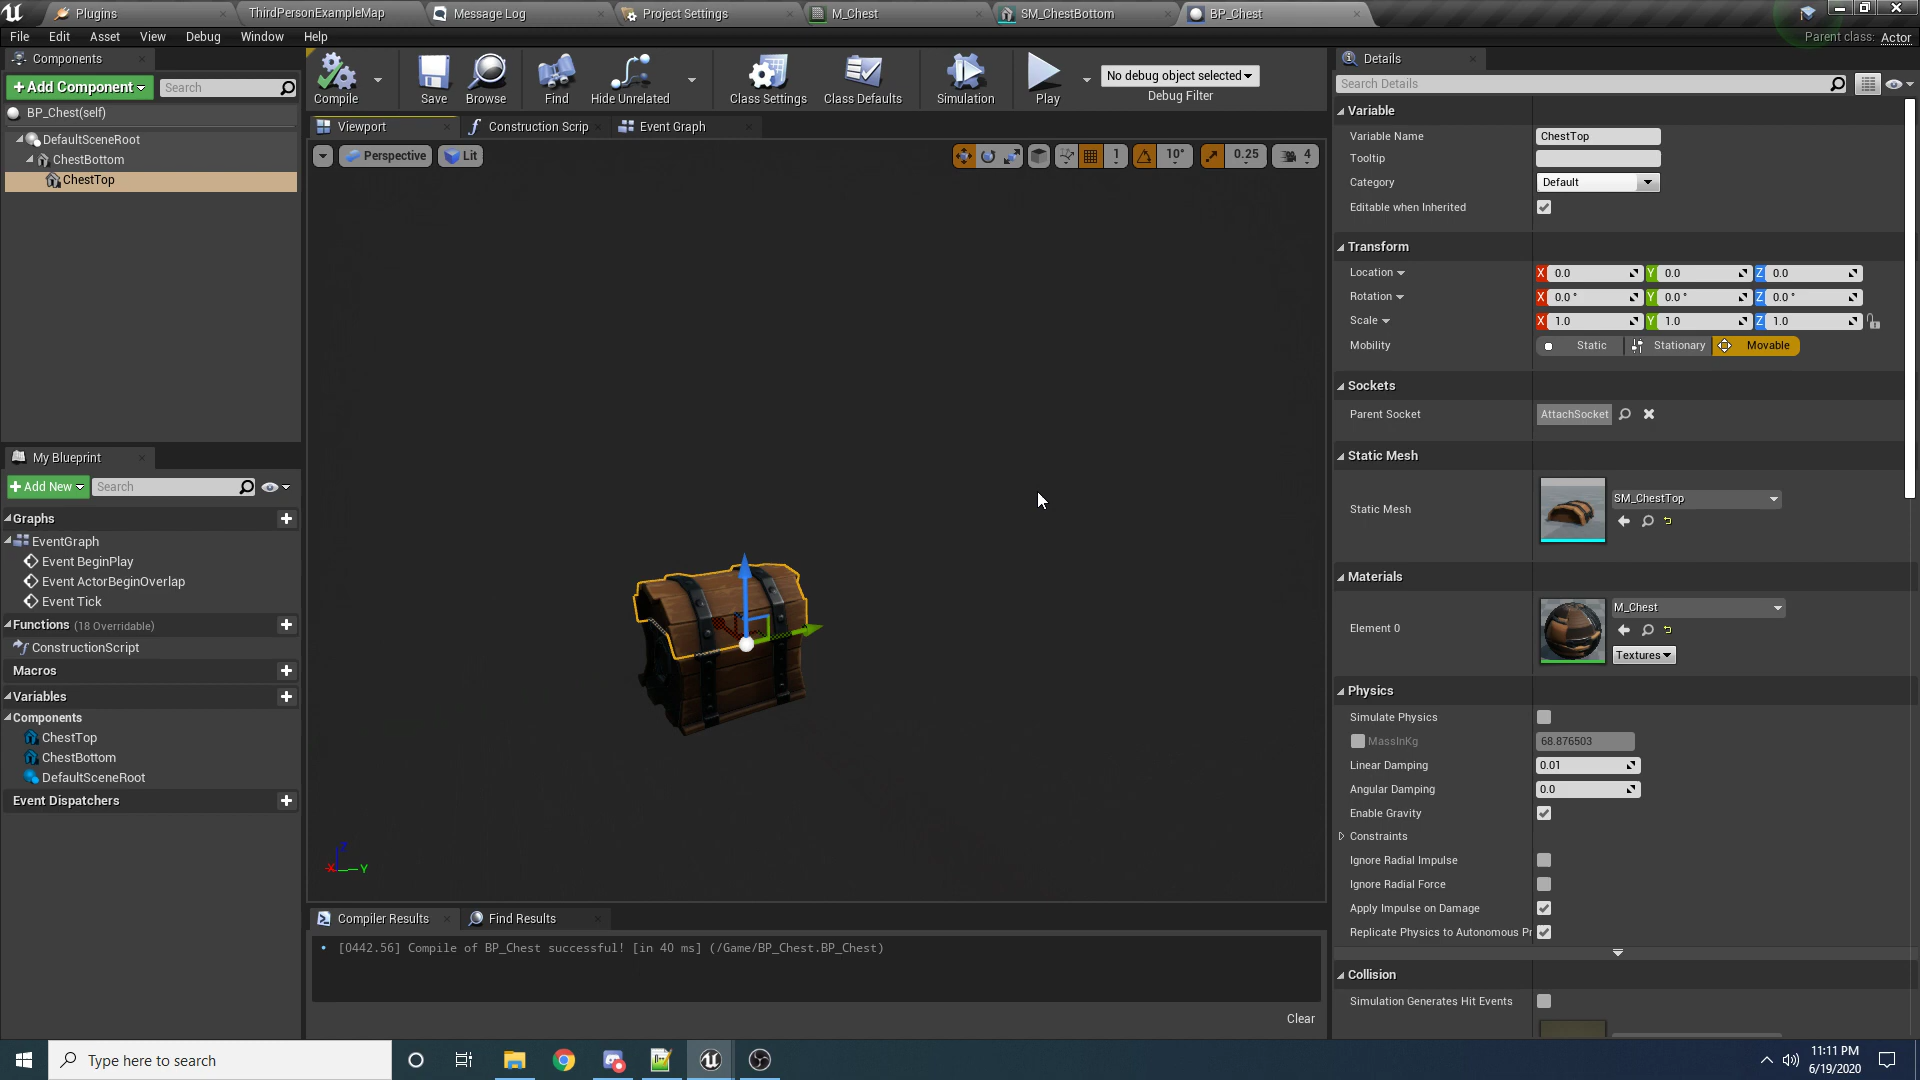 Plugins
ThirdPersonExampleMap
Message Log
Project Settings
M_Chest
SM_ChestBottom
BP_Chest
File Edit Asset View Debug Window Help
Parent class: Actor
Components
+Add Component
Search
BP_Chest(self)
DefaultSceneRoot
ChestBottom
ChestTop
My Blueprint
+Add New
Search
Graphs
EventGraph
Event BeginPlay
Event ActorBeginOverlap
Event Tick
Functions (18 Overridable)
ConstructionScript
Macros
Variables
Components
ChestTop
ChestBottom
DefaultSceneRoot
Event Dispatchers
Compile
Save
Browse
Find
Hide Unrelated
Class Settings
Class Defaults
Simulation
Play
No debug object selected
Debug Filter
Viewport
Construction Scrip
Event Graph
Perspective
Lit
1
10°
0.25
4
Z
X
Y
Compiler Results
Find Results
• [0442.56] Compile of BP_Chest successful! [in 40 ms] (/Game/BP_Chest.BP_Chest)
Clear
Details
Search Details
Variable
Variable Name ChestTop
Tooltip
Category Default
Editable when Inherited
Transform
Location X 0.0 Y 0.0 Z 0.0
Rotation X 0.0 ° Y 0.0 ° Z 0.0 °
Scale X 1.0 Y 1.0 Z 1.0
Mobility Static Stationary Movable
Sockets
Parent Socket AttachSocket
Static Mesh
Static Mesh SM_ChestTop
Materials
Element 0 M_Chest
Textures
Physics
Simulate Physics
MassInKg 68.876503
Linear Damping 0.01
Angular Damping 0.0
Enable Gravity
Constraints
Ignore Radial Impulse
Ignore Radial Force
Apply Impulse on Damage
Replicate Physics to Autonomous Pr
Collision
Simulation Generates Hit Events
Type here to search
11:11 PM
6/19/2020